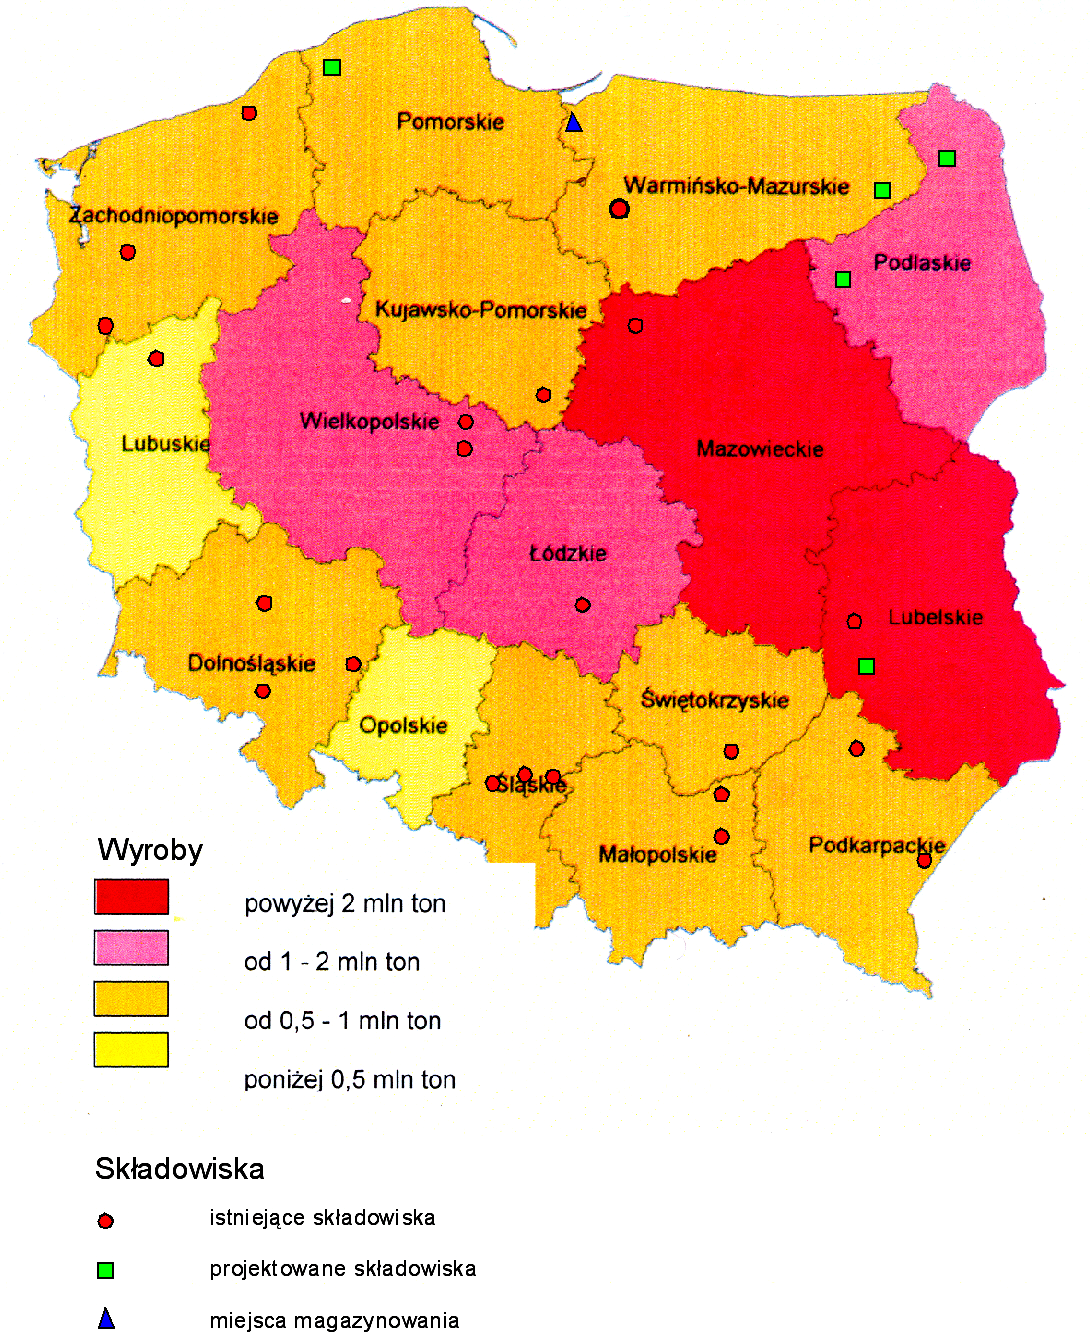 Pomorskie
Warmińsko-Mazurskie
Zachodniopomorskie
Podlaskie
Kujawsko-Pomorskie
Wielkopolskie
Lubuskie
Mazowieckie
Łódzkie
Lubelskie
Dolnośląskie
Świętokrzyskie
Opolskie
Śląskie
Małopolskie
Podkarpackie
Wyroby
powyżej 2 mln ton
od 1 - 2 mln ton
od 0,5 - 1 mln ton
poniżej 0,5 mln ton
Składowiska
istniejące składowiska
projektowane składowiska
miejsca magazynowania